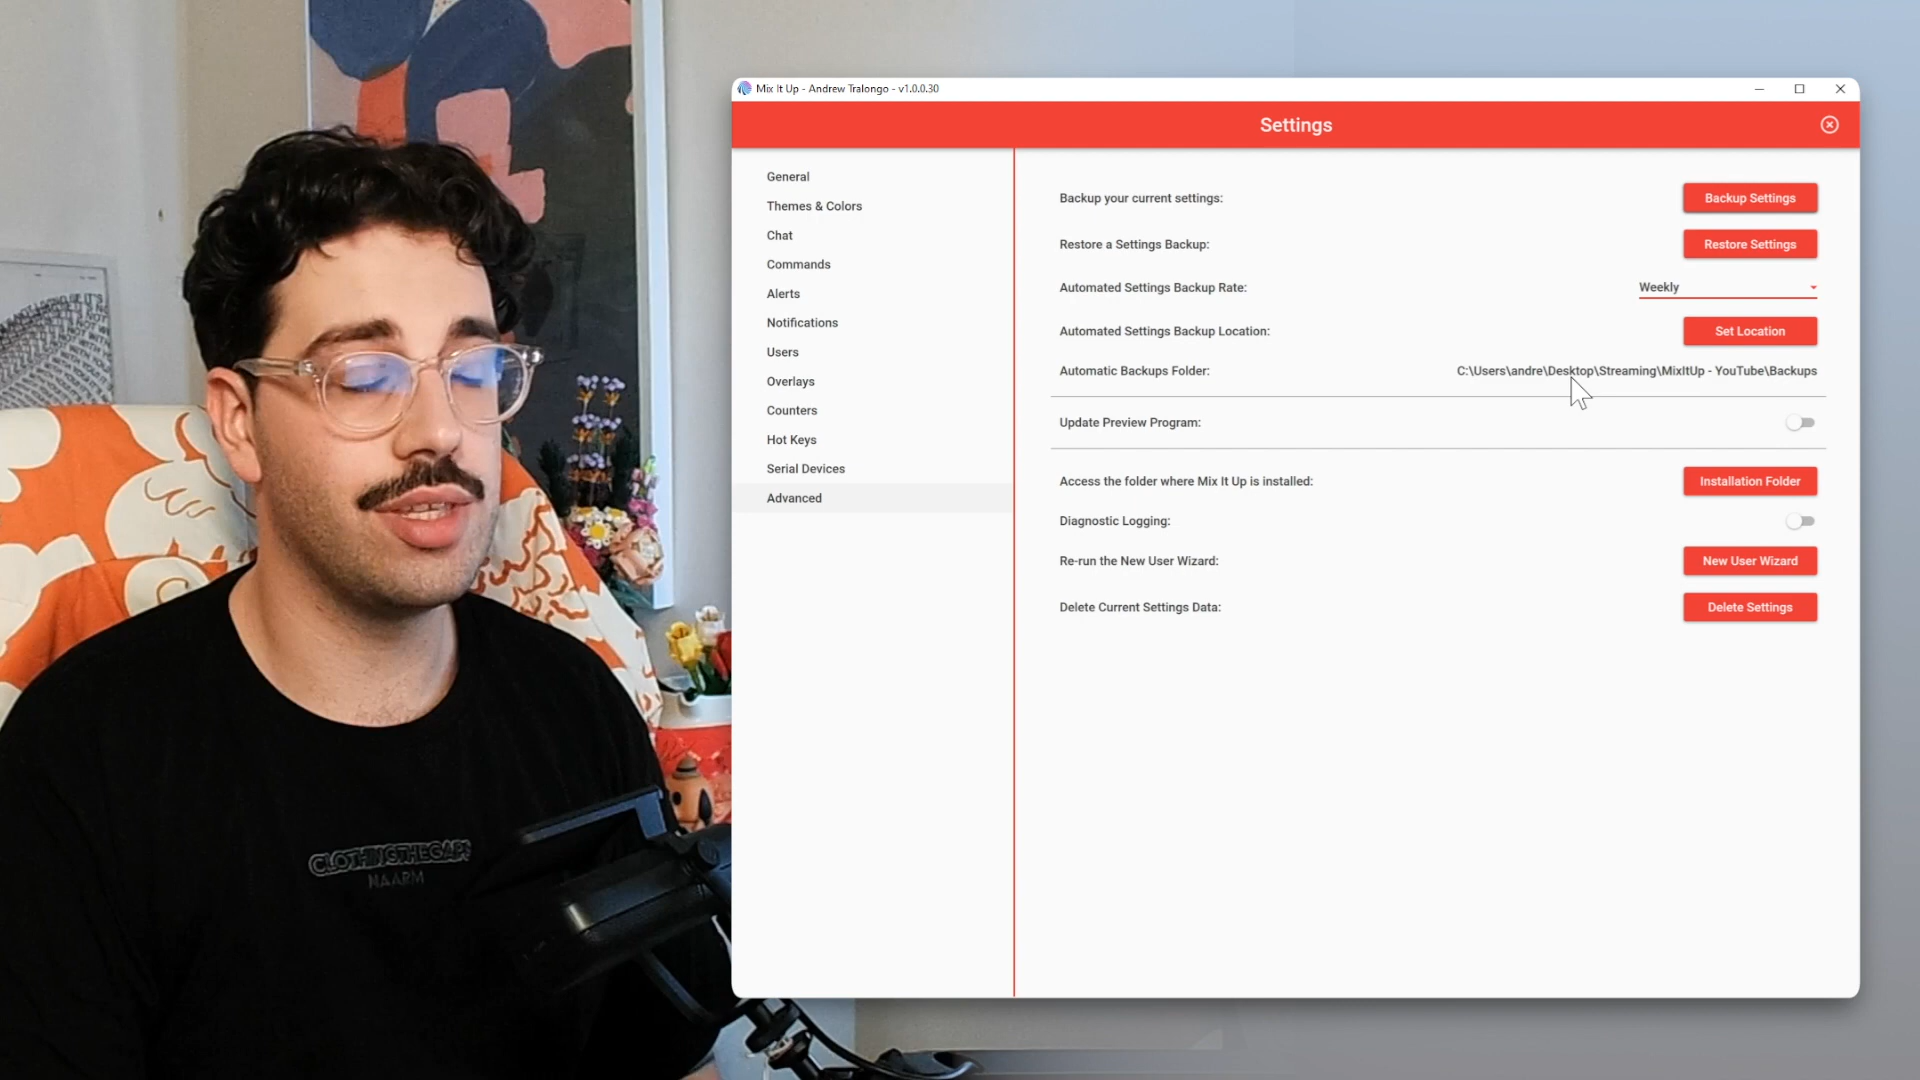 Mix It Up - Andrew Tralongo - v1.0.0.30
Settings
General
Themes & Colors
Chat
Commands
Alerts
Notifications
Users
Overlays
Counters
Hot Keys
Serial Devices
Advanced
Backup your current settings:
Backup Settings
Restore a Settings Backup:
Restore Settings
Automated Settings Backup Rate:
Weekly
Automated Settings Backup Location:
Set Location
Automatic Backups Folder:
C:\Users\andre\Desktop\Streaming\MixItUp - YouTube\Backups
Update Preview Program:
Access the folder where Mix It Up is installed:
Installation Folder
Diagnostic Logging:
Re-run the New User Wizard:
New User Wizard
Delete Current Settings Data:
Delete Settings
CLOTHINGTHEGAPS
NAARM